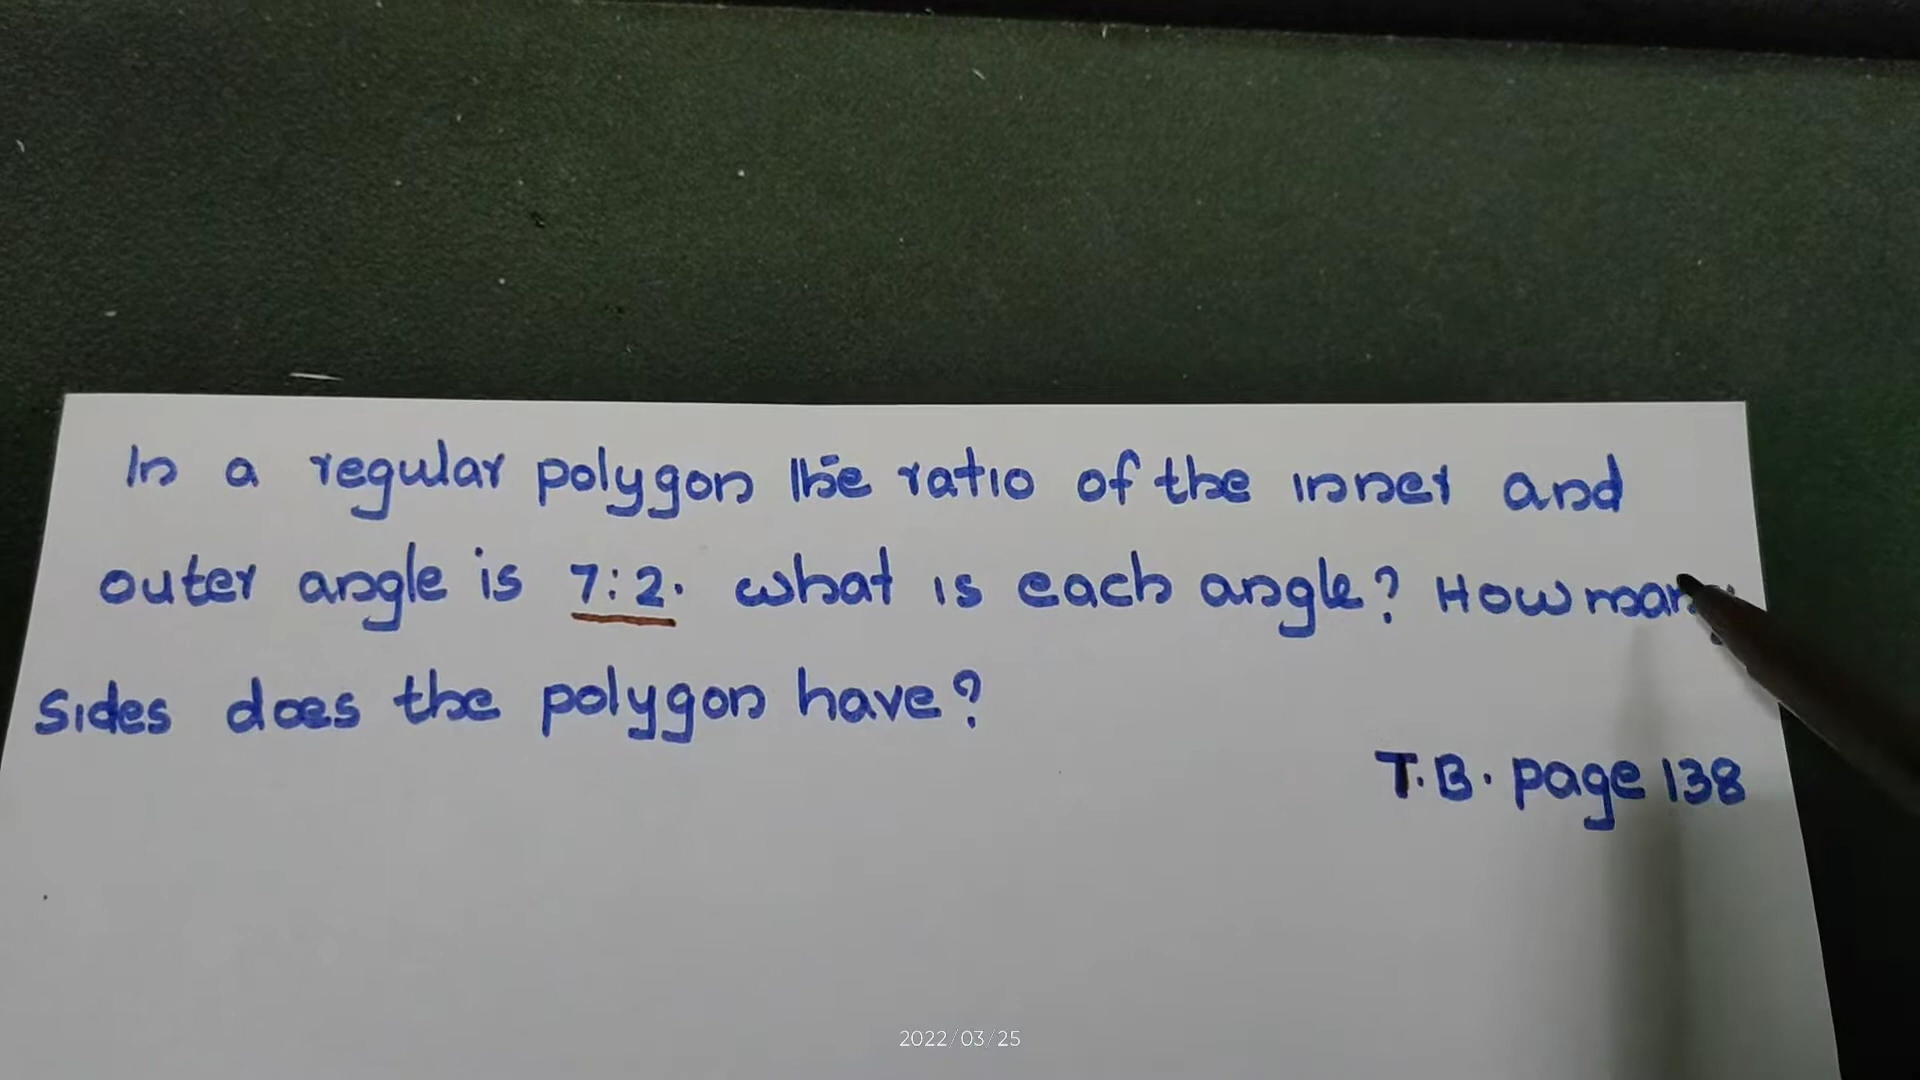 In a regular polygon the ratio of the inner and
outer angle is 7:2. what is each angle? How many
sides does the polygon have?
T.B. page 138
2022/03/25